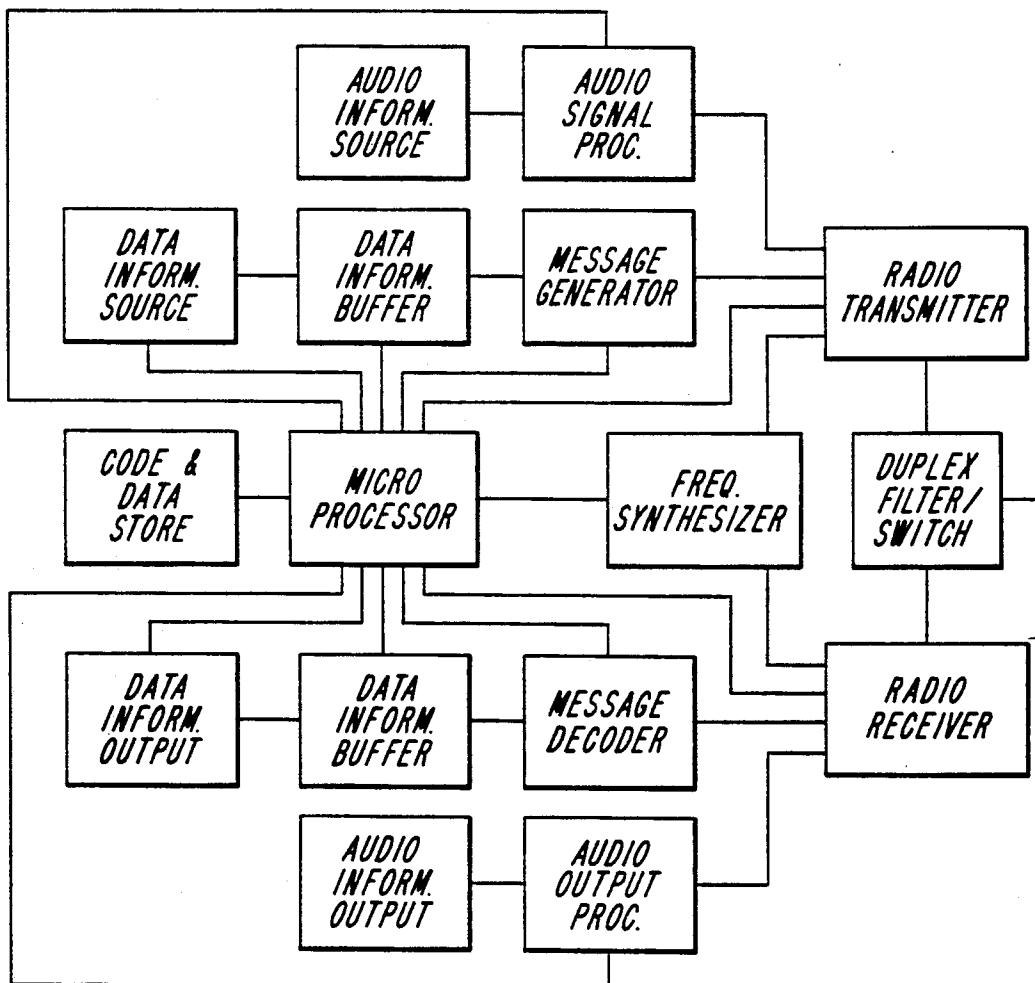 AUDIO
INFORM.
SOURCE
AUDIO
SIGNAL
PROC.
DATA
INFORM.
SOURCE
DATA
INFORM.
BUFFER
MESSAGE
GENERATOR
RADIO
TRANSMITTER
CODE &
DATA
STORE
MICRO
PROCESSOR
FREQ.
SYNTHESIZER
DUPLEX
FILTER/
SWITCH
DATA
INFORM.
OUTPUT
DATA
INFORM.
BUFFER
MESSAGE
DECODER
RADIO
RECEIVER
AUDIO
INFORM.
OUTPUT
AUDIO
OUTPUT
PROC.